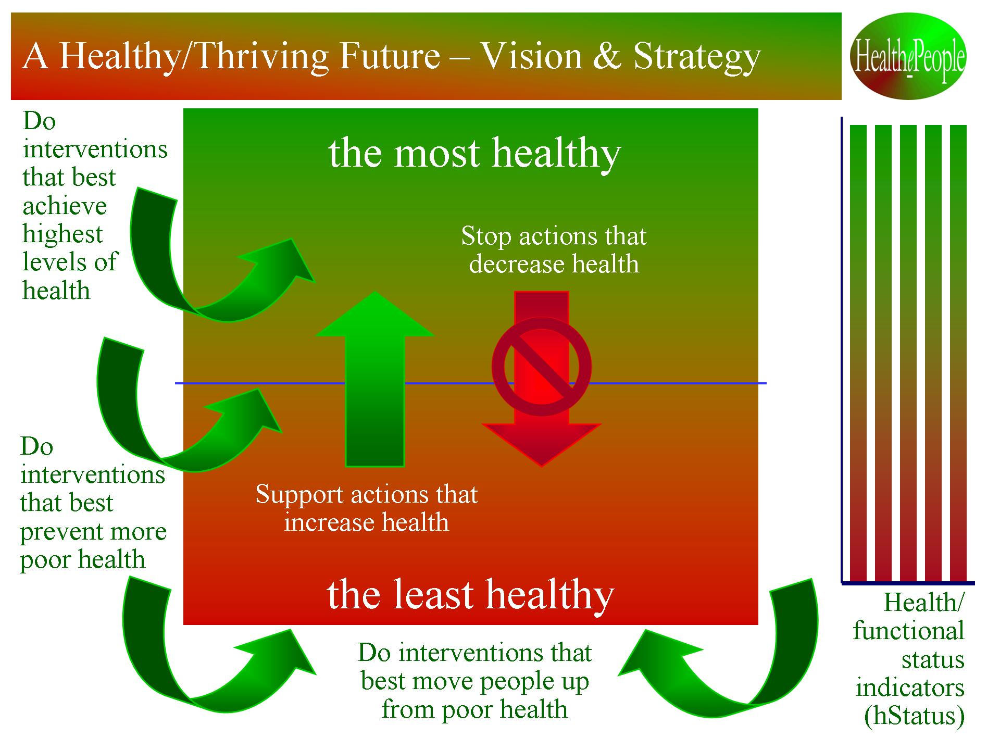 A Healthy/Thriving Future – Vision & Strategy
HealthePeople
Do
interventions
that best
achieve
highest
levels of
health
the most healthy
Stop actions that
decrease health
Do
interventions
that best
prevent more
poor health
Support actions that
increase health
the least healthy
Do interventions that
best move people up
from poor health
Health/
functional
status
indicators
(hStatus)